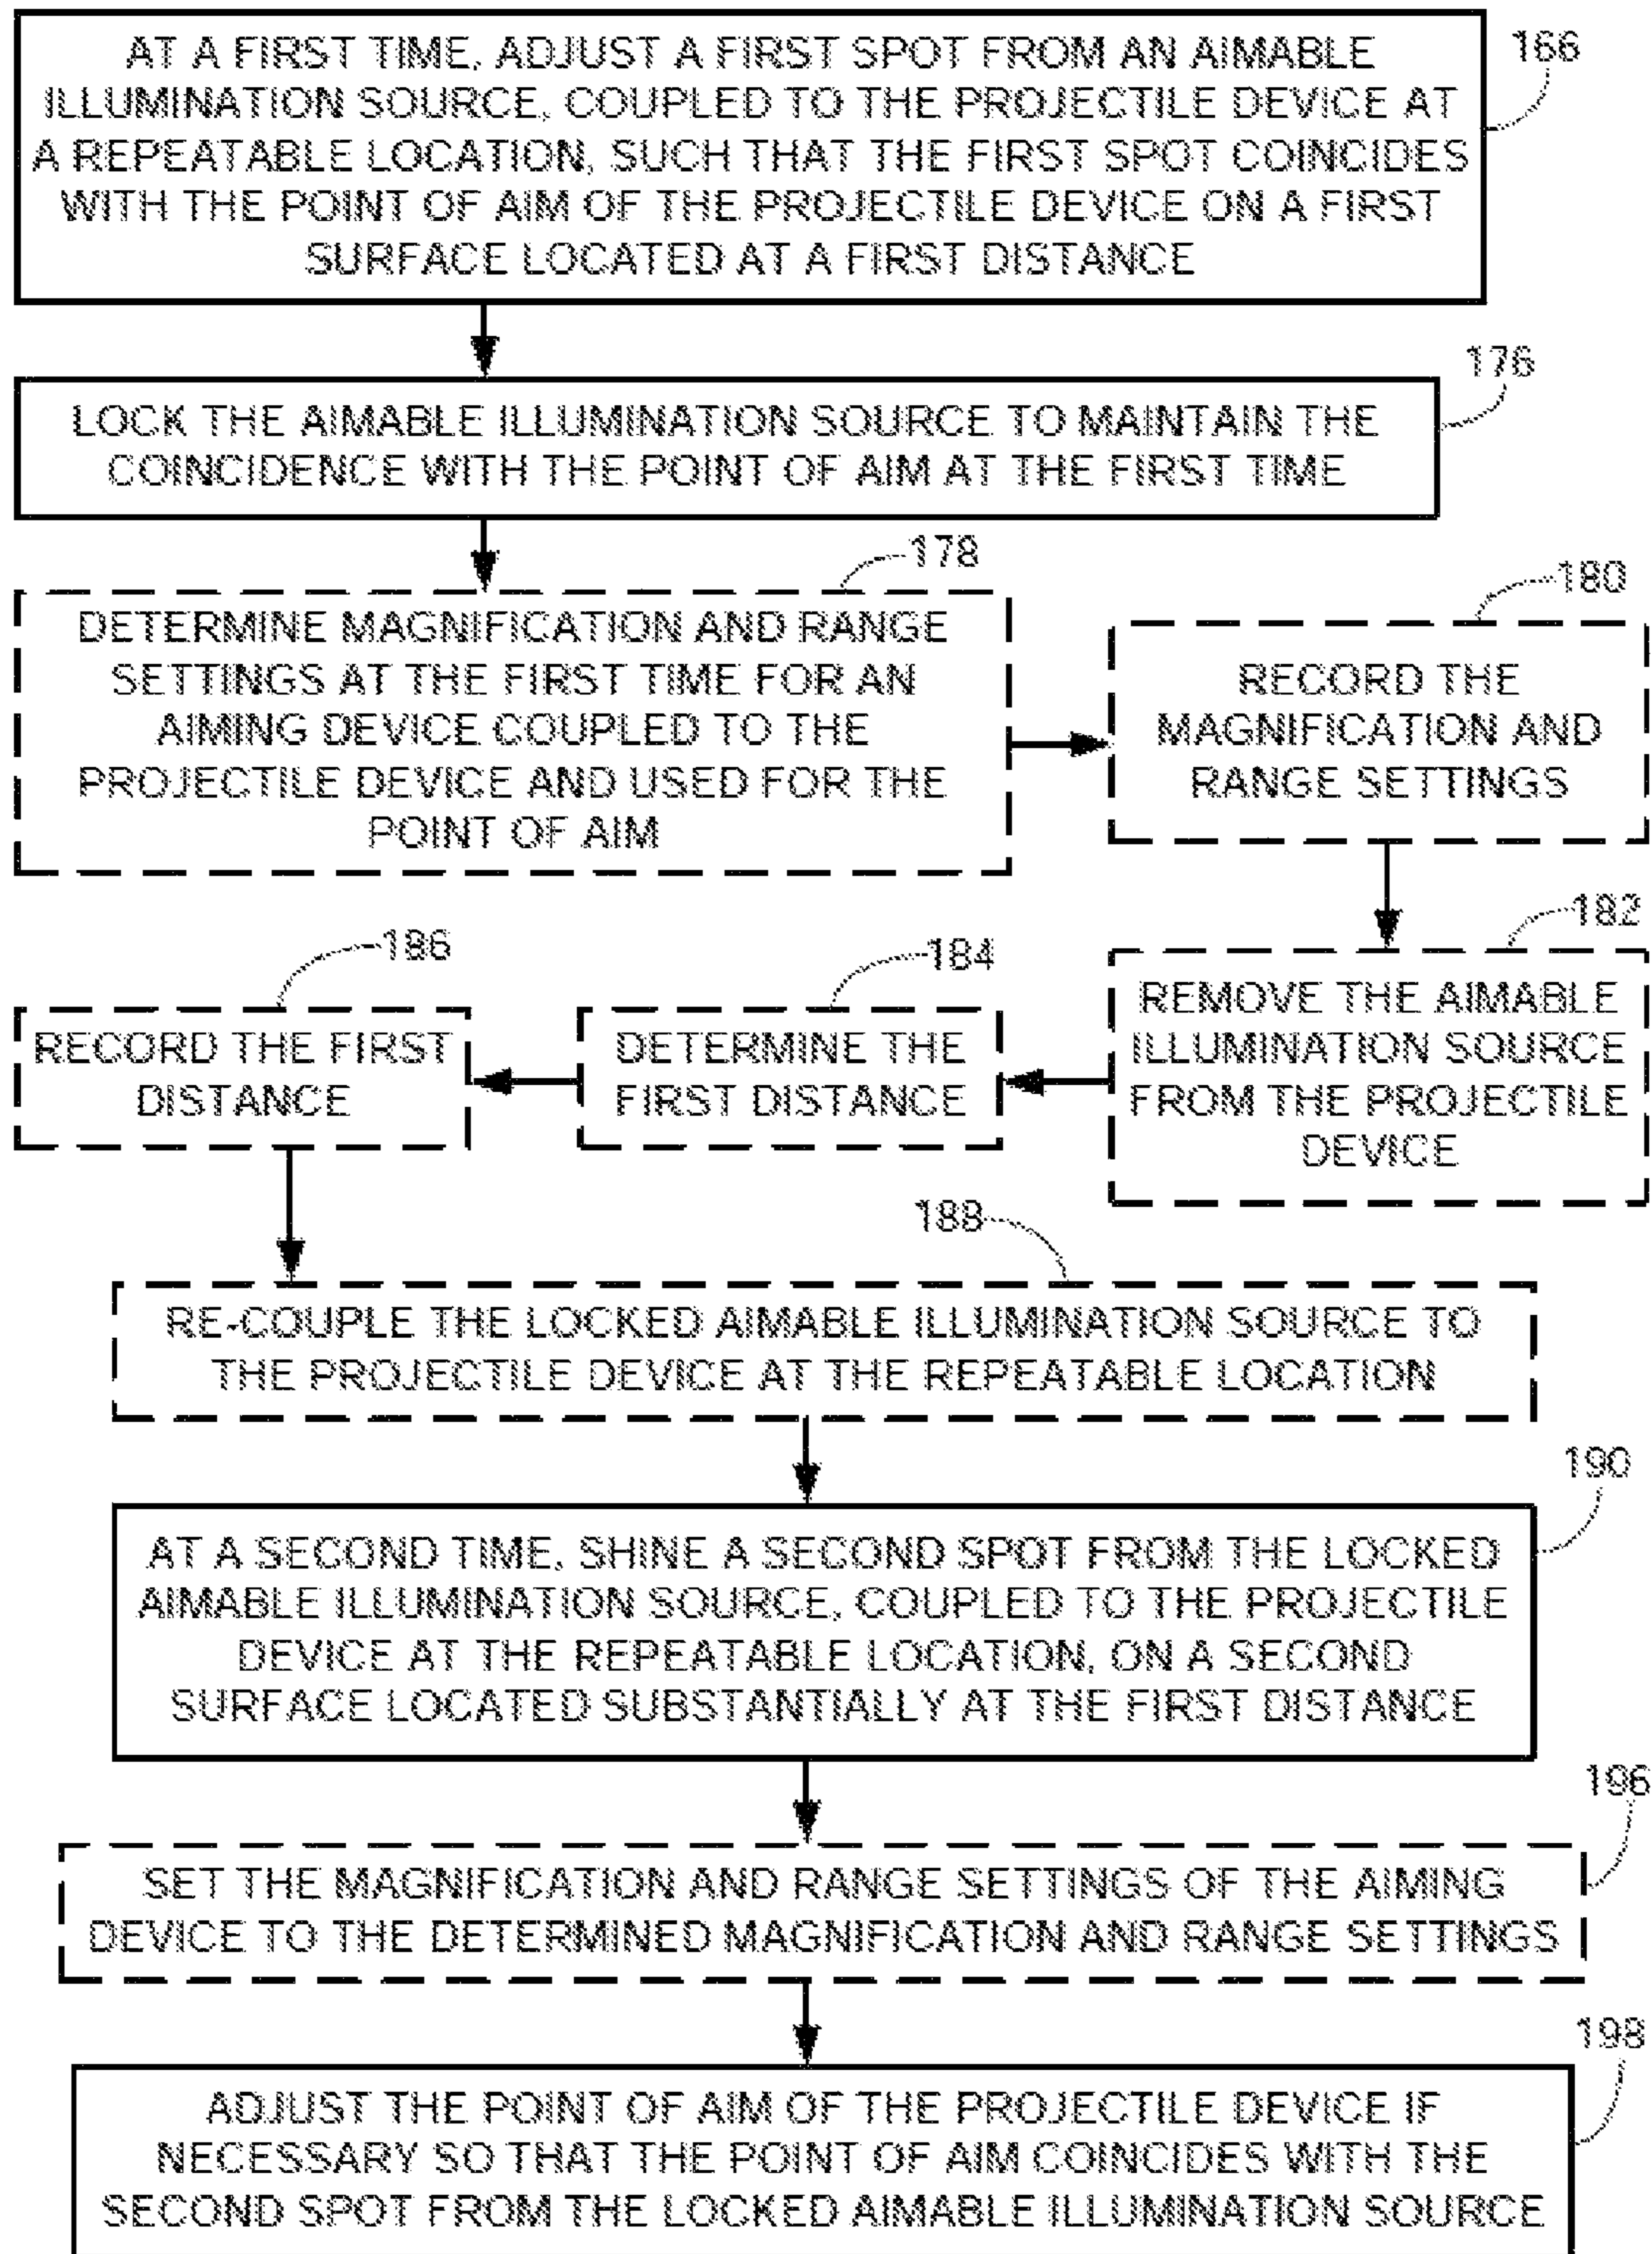 AT A FIRST TIME, ADJUST A FIRST SPOT FROM AN AIMABLE
ILLUMINATION SOURCE, COUPLED TO THE PROJECTILE DEVICE AT
A REPEATABLE LOCATION, SUCH THAT THE FIRST SPOT COINCIDES
WITH THE POINT OF AIM OF THE PROJECTILE DEVICE ON A FIRST
SURFACE LOCATED AT A FIRST DISTANCE
166
176
LOCK THE AIMABLE ILLUMINATION SOURCE TO MAINTAIN THE
COINCIDENCE WITH THE POINT OF AIM AT THE FIRST TIME
178
DETERMINE MAGNIFICATION AND RANGE
SETTINGS AT THE FIRST TIME FOR AN
AIMING DEVICE COUPLED TO THE
PROJECTILE DEVICE AND USED FOR THE
POINT OF AIM
180
RECORD THE
MAGNIFICATION AND
RANGE SETTINGS
182
REMOVE THE AIMABLE
ILLUMINATION SOURCE
FROM THE PROJECTILE
DEVICE
184
DETERMINE THE
FIRST DISTANCE
186
RECORD THE FIRST
DISTANCE
188
RE-COUPLE THE LOCKED AIMABLE ILLUMINATION SOURCE TO
THE PROJECTILE DEVICE AT THE REPEATABLE LOCATION
190
AT A SECOND TIME, SHINE A SECOND SPOT FROM THE LOCKED
AIMABLE ILLUMINATION SOURCE, COUPLED TO THE PROJECTILE
DEVICE AT THE REPEATABLE LOCATION, ON A SECOND
SURFACE LOCATED SUBSTANTIALLY AT THE FIRST DISTANCE
196
SET THE MAGNIFICATION AND RANGE SETTINGS OF THE AIMING
DEVICE TO THE DETERMINED MAGNIFICATION AND RANGE SETTINGS
198
ADJUST THE POINT OF AIM OF THE PROJECTILE DEVICE IF
NECESSARY SO THAT THE POINT OF AIM COINCIDES WITH THE
SECOND SPOT FROM THE LOCKED AIMABLE ILLUMINATION SOURCE